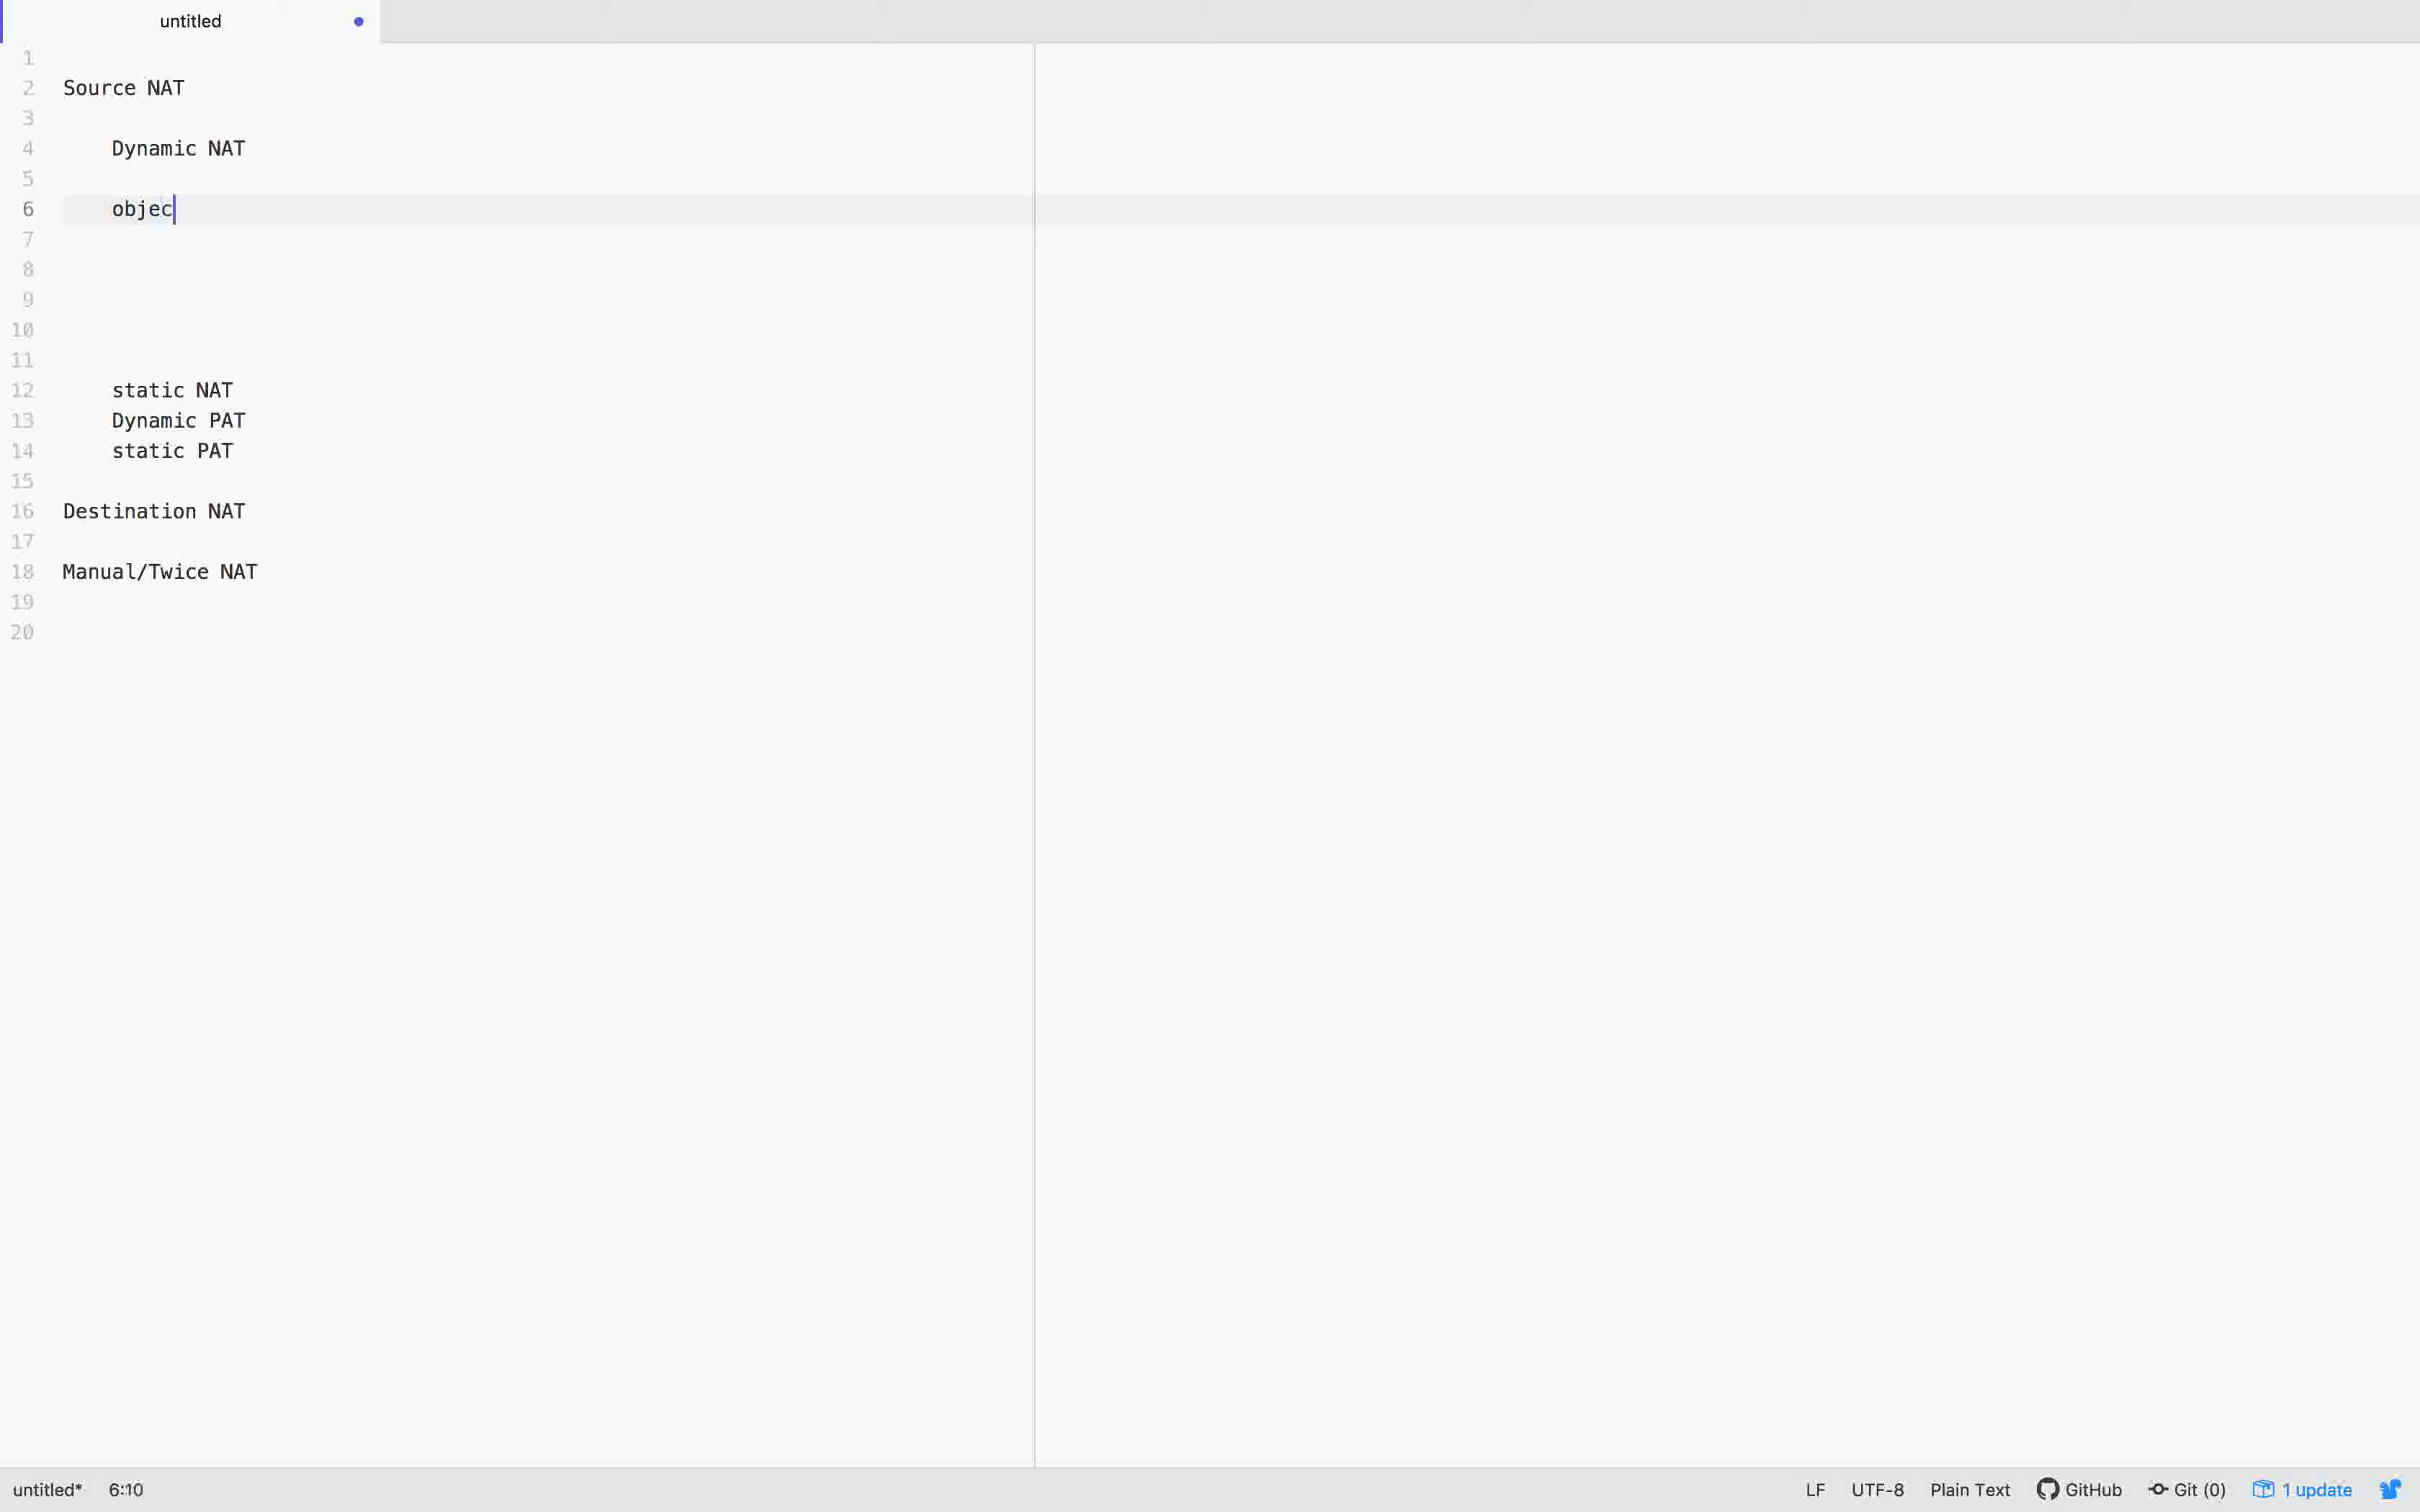 untitled
1
2 Source NAT
3
4 Dynamic NAT
5
6 objec
7
8
9
10
11
12 static NAT
13 Dynamic PAT
14 static PAT
15
16 Destination NAT
17
18 Manual/Twice NAT
19
20
untitled* 6:10 LF UTF-8 Plain Text GitHub Git (0) 1 update